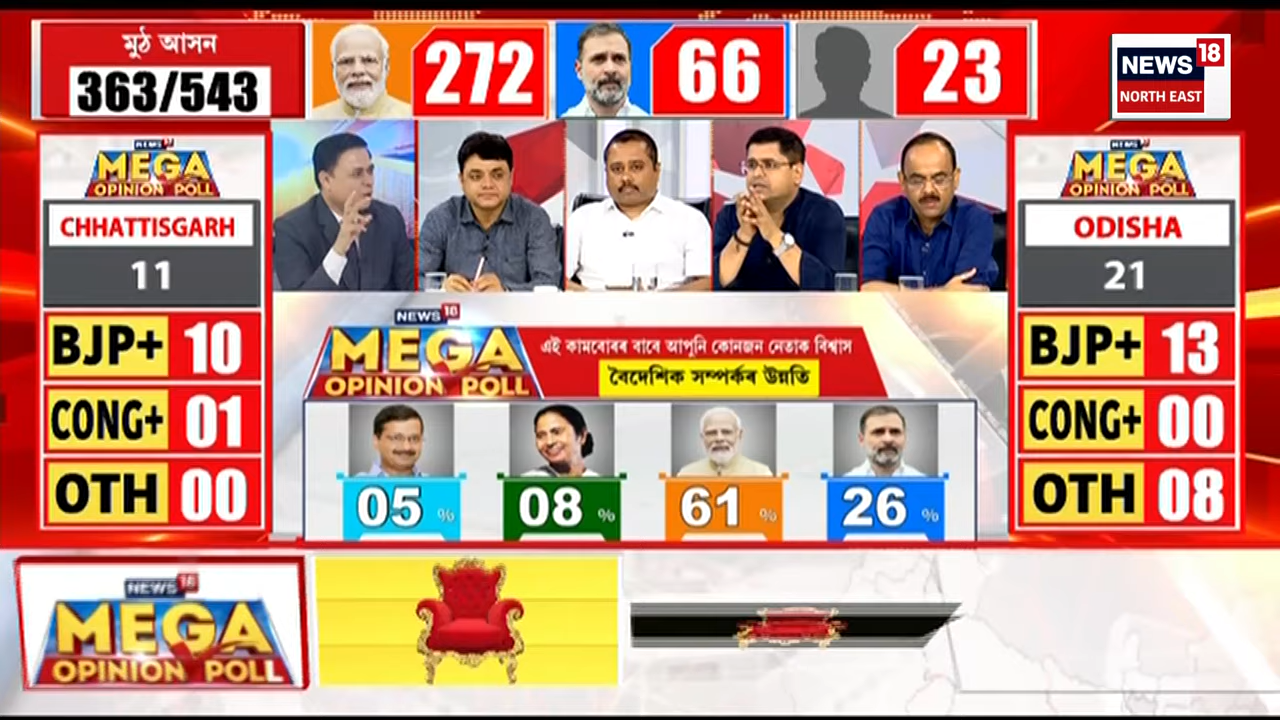 মুঠ আসন
363/543
272
66
23
NEWS 18
NORTH EAST
NEWS 18
MEGA
OPINION POLL
CHHATTISGARH
11
BJP+ 10
CONG+ 01
OTH 00
NEWS 18
MEGA
OPINION POLL
এই কামবোৰৰ বাবে আপুনি কোনজন নেতাক বিশ্বাস
বৈদেশিক সম্পৰ্কৰ উন্নতি
05 %
08 %
61 %
26 %
NEWS 18
MEGA
OPINION POLL
ODISHA
21
BJP+ 13
CONG+ 00
OTH 08
NEWS 18
MEGA
OPINION POLL